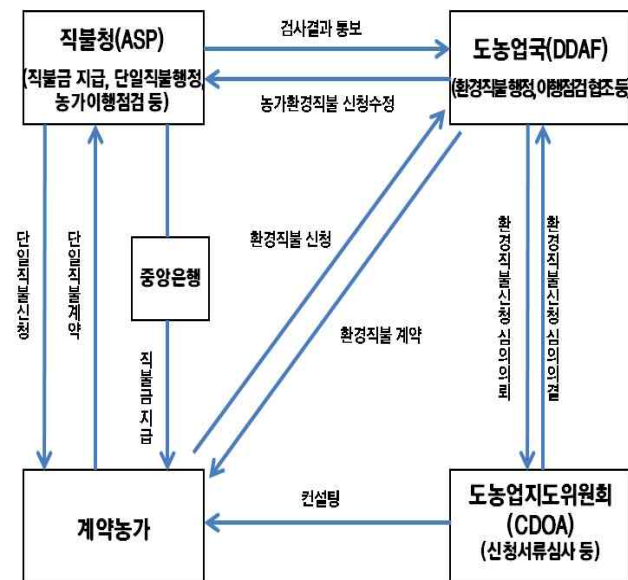 직불청(ASP)
(직불금 지급, 단일직불행정,
농가이행점검 등)
검사결과 통보
농가환경직불 신청수정
도농업국(DDAF)
(환경직불 행정, 이행점검 협조 등)
단일직불신청
단일직불계약
중앙은행
직불금 지급
환경직불 신청
환경직불 계약
환경직불신청 심의의뢰
환경직불신청 심의의결
계약농가
컨설팅
도농업지도위원회
(CDOA)
(신청서류심사 등)